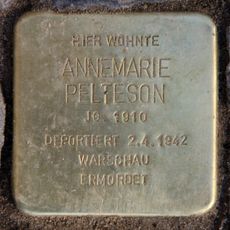 HIER WOHNTE
ANNEMARIE
PELTESON
JG. 1910
DEPORTIERT 2.4.1942
WARSCHAU
ERMORDET